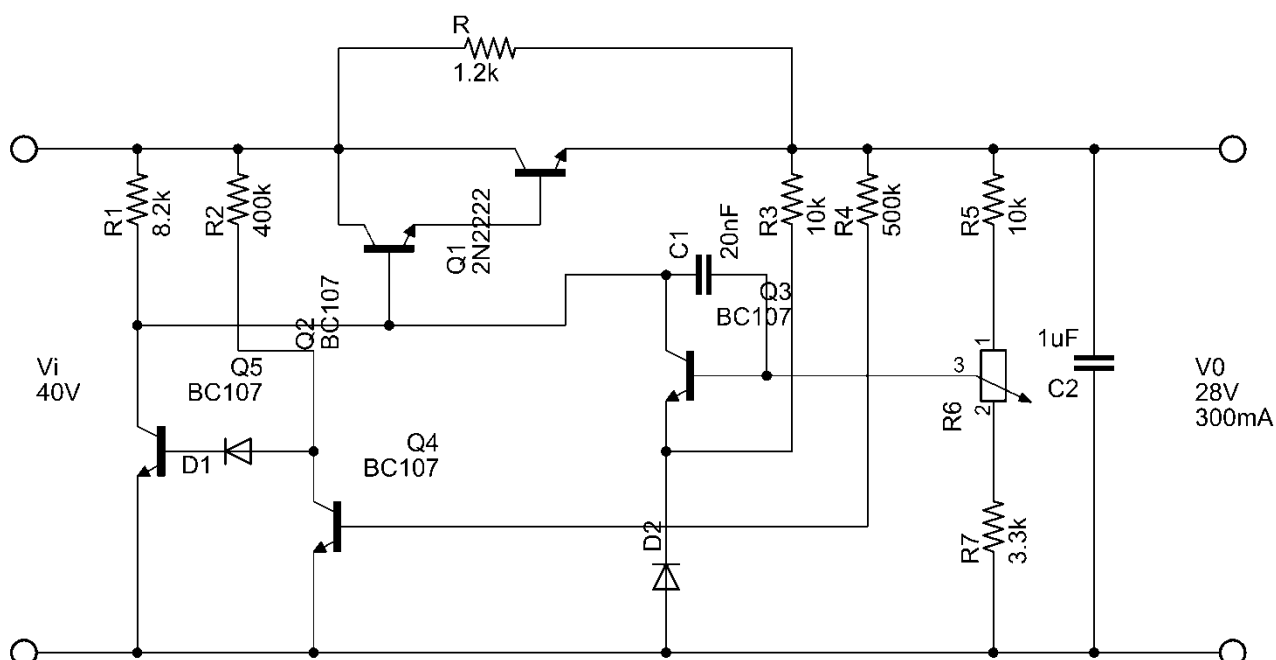 R
1.2k
R1
8.2k
R2
400k
Q1
2N2222
R3
10k
R4
500k
R5
10k
C1
20nF
Q3
BC107
Q2
BC107
Vi
40V
Q5
BC107
1uF
C2
V0
28V
300mA
1
3
2
R6
D1
Q4
BC107
D2
R7
3.3k